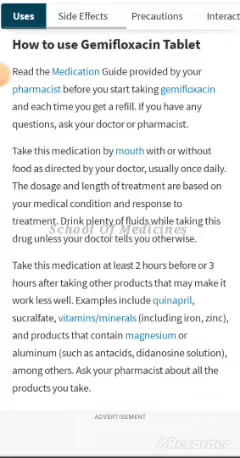 Uses Side Effects Precautions Interact
How to use Gemifloxacin Tablet
Read the Medication Guide provided by your
pharmacist before you start taking gemifloxacin
and each time you get a refill. If you have any
questions, ask your doctor or pharmacist.
Take this medication by mouth with or without
food as directed by your doctor, usually once daily.
The dosage and length of treatment are based on
your medical condition and response to
treatment. Drink plenty of fluids while taking this
School Of Medicines
drug unless your doctor tells you otherwise.
Take this medication at least 2 hours before or 3
hours after taking other products that may make it
work less well. Examples include quinapril,
sucralfate, vitamins/minerals (including iron, zinc),
and products that contain magnesium or
aluminum (such as antacids, didanosine solution),
among others. Ask your pharmacist about all the
products you take.
ADVERTISEMENT
XRecorder